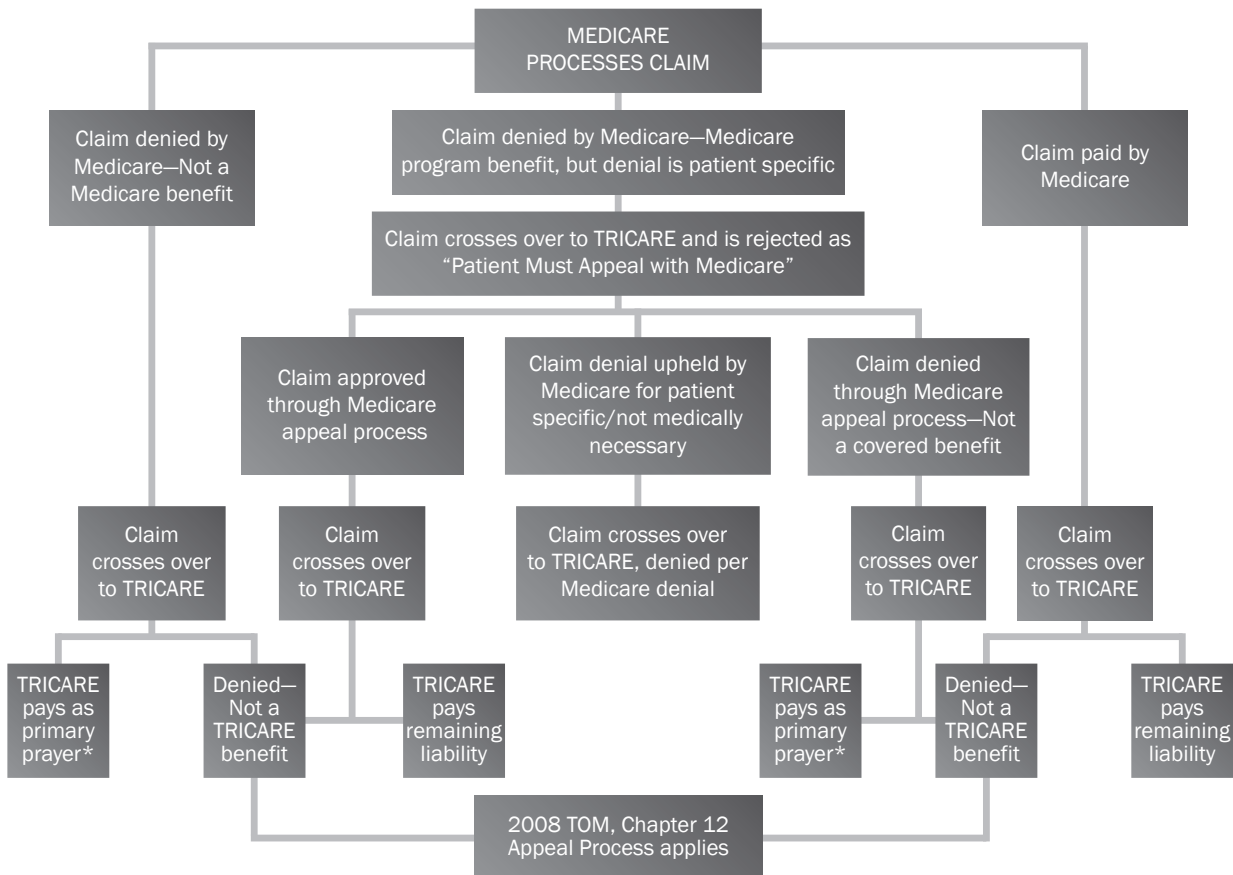 MEDICARE
PROCESSES CLAIM
Claim denied by
Medicare—Not a
Medicare benefit
Claim denied by Medicare—Medicare
program benefit, but denial is patient specific
Claim paid by
Medicare
Claim crosses over to TRICARE and is rejected as
“Patient Must Appeal with Medicare”
Claim approved
through Medicare
appeal process
Claim denial upheld by
Medicare for patient
specific/not medically
necessary
Claim denied
through Medicare
appeal process—Not
a covered benefit
Claim
crosses over
to TRICARE
Claim
crosses over
to TRICARE
Claim crosses over
to TRICARE, denied per
Medicare denial
Claim
crosses over
to TRICARE
Claim
crosses over
to TRICARE
TRICARE
pays as
primary
prayer*
Denied—
Not a
TRICARE
benefit
TRICARE
pays
remaining
liability
TRICARE
pays as
primary
prayer*
Denied—
Not a
TRICARE
benefit
TRICARE
pays
remaining
liability
2008 TOM, Chapter 12
Appeal Process applies